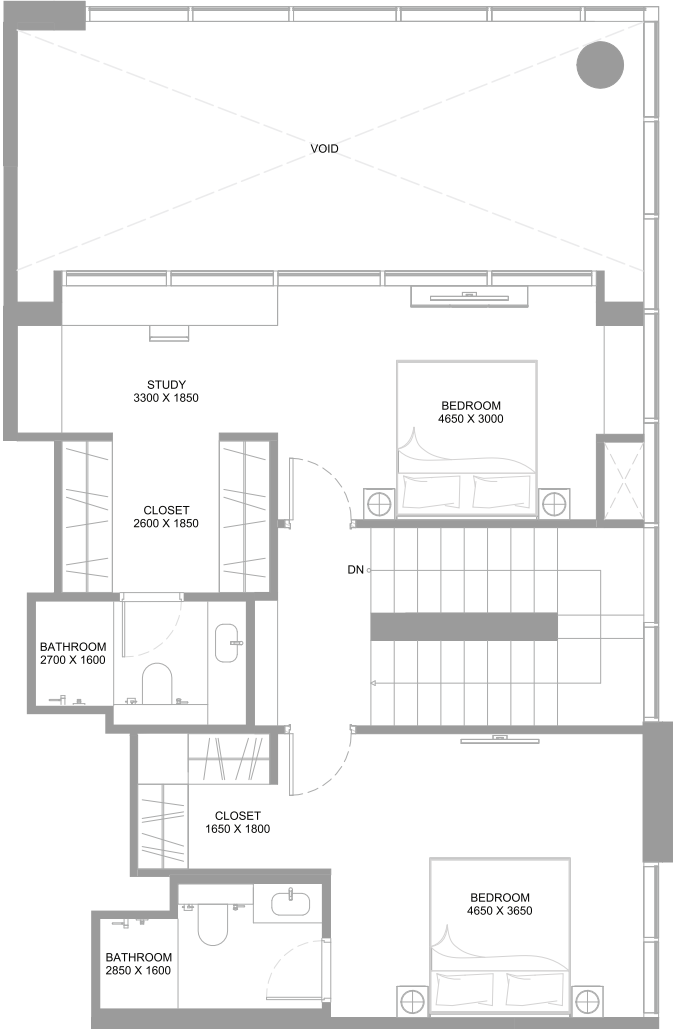 VOID
STUDY
3300 X 1850
BEDROOM
4650 X 3000
CLOSET
2600 X 1850
DN
BATHROOM
2700 X 1600
CLOSET
1650 X 1800
BEDROOM
4650 X 3650
BATHROOM
2850 X 1600